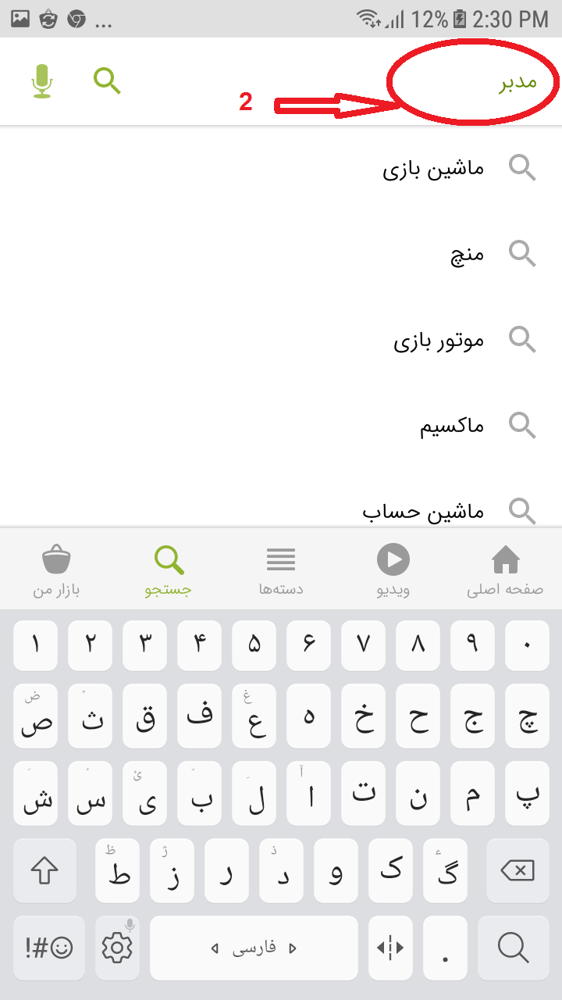 ... 12% 2:30 PM
مدبر
2
ماشین بازی
منچ
موتور بازی
ماکسیم
ماشین حساب
صفحه اصلی ویدیو دسته‌ها جستجو بازار من
۱ ۲ ۳ ۴ ۵ ۶ ۷ ۸ ۹ ۰
ض ص ث ق ف غ ع ه خ ح ج چ
ش س ئ ی ب ل آ ا ت ن م پ
ظ ط ژ ز ر ذ د و ک ء گ
!#☺ فارسی .